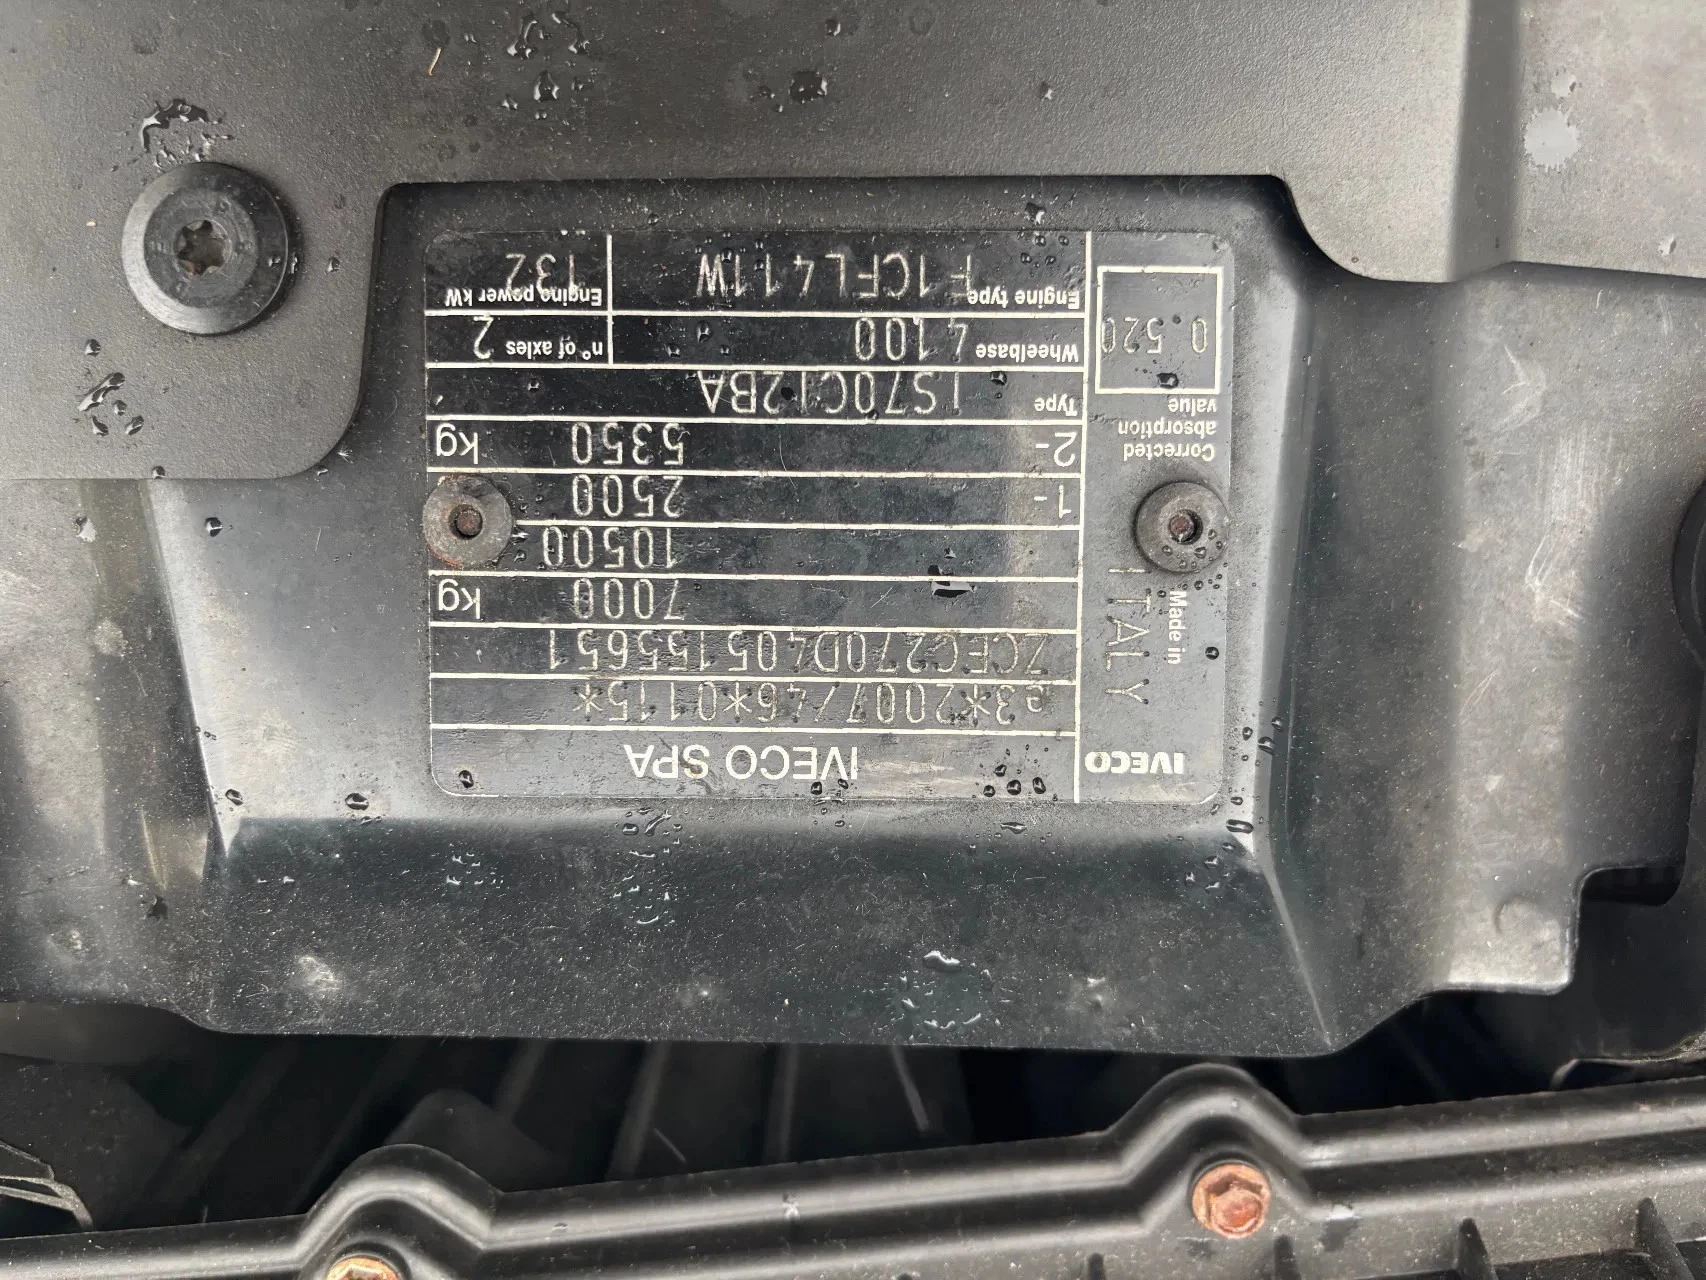 IVECO
IVECO SPA
e3*2007/46*0115*
ZCFC270D405155651
Made in
ITALY
7000 kg
10500
1- 2500
2- 5350 kg
Corrected
absorption
value
0.520
Type IS70CI2BA
Wheelbase 4100
n° of axles 2
Engine type F1CFL411W
Engine power kW 132